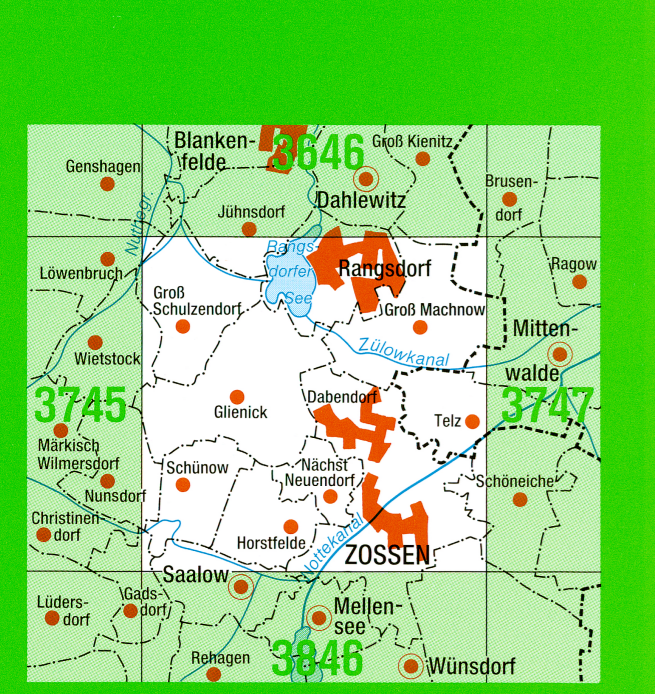 Blanken-
felde
3646
Groß Kienitz
Genshagen
Dahlewitz
Brusen-
dorf
Jühnsdorf
Nuthegr.
Rangs-
dorfer
See
Rangsdorf
Löwenbruch
Ragow
Groß
Schulzendorf
Groß Machnow
Mitten-
walde
Zülowkanal
Wietstock
3745
Glienick
Dabendorf
Telz
3747
Märkisch
Wilmersdorf
Schünow
Nächst
Neuendorf
Schöneiche
Nunsdorf
Christinen-
dorf
Horstfelde
Nottekanal
ZOSSEN
Saalow
Lüders-
dorf
Gads-
dorf
Mellen-
see
Rehagen
3846
Wünsdorf